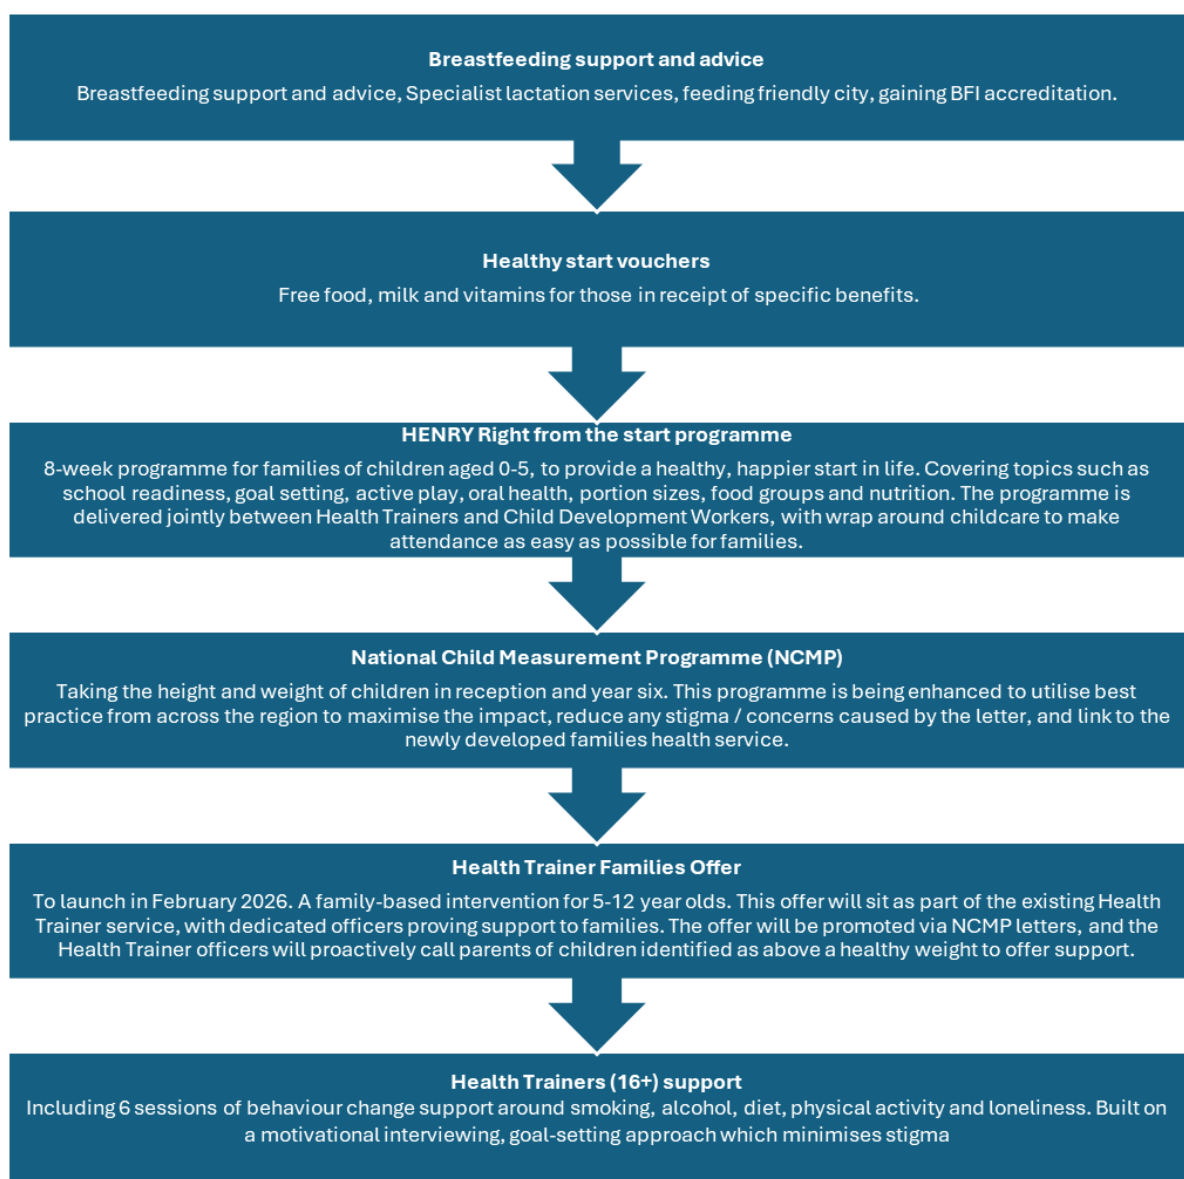 Breastfeeding support and advice
Breastfeeding support and advice, Specialist lactation services, feeding friendly city, gaining BFI accreditation.
Healthy start vouchers
Free food, milk and vitamins for those in receipt of specific benefits.
HENRY Right from the start programme
8-week programme for families of children aged 0-5, to provide a healthy, happier start in life. Covering topics such as
school readiness, goal setting, active play, oral health, portion sizes, food groups and nutrition. The programme is
delivered jointly between Health Trainers and Child Development Workers, with wrap around childcare to make
attendance as easy as possible for families.
National Child Measurement Programme (NCMP)
Taking the height and weight of children in reception and year six. This programme is being enhanced to utilise best
practice from across the region to maximise the impact, reduce any stigma / concerns caused by the letter, and link to the
newly developed families health service.
Health Trainer Families Offer
To launch in February 2026. A family-based intervention for 5-12 year olds. This offer will sit as part of the existing Health
Trainer service, with dedicated officers proving support to families. The offer will be promoted via NCMP letters, and the
Health Trainer officers will proactively call parents of children identified as above a healthy weight to offer support.
Health Trainers (16+) support
Including 6 sessions of behaviour change support around smoking, alcohol, diet, physical activity and loneliness. Built on
a motivational interviewing, goal-setting approach which minimises stigma